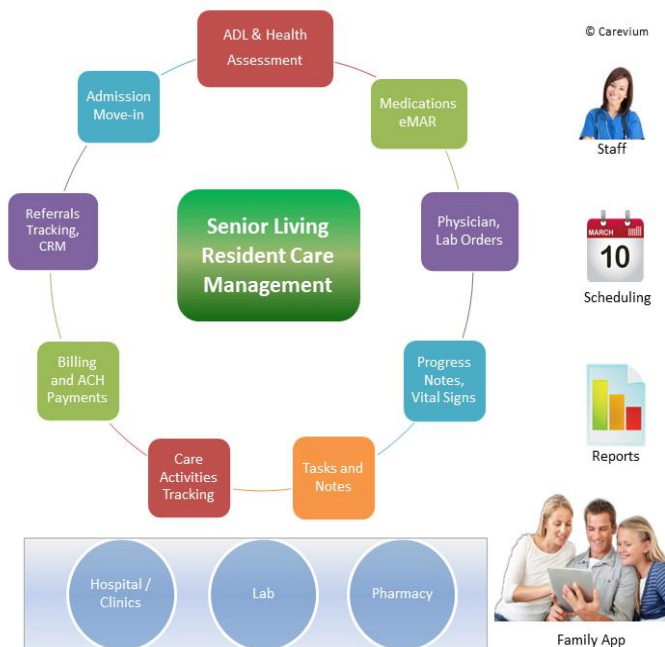 ADL & Health
Assessment
© Carevium
Admission
Move-in
Medications
eMAR
Staff
Referrals
Tracking,
CRM
Senior Living
Resident Care
Management
Physician,
Lab Orders
MARCH
10
Scheduling
Billing
and ACH
Payments
Progress
Notes,
Vital Signs
Reports
Care
Activities
Tracking
Tasks and
Notes
Hospital /
Clinics
Lab
Pharmacy
Family App